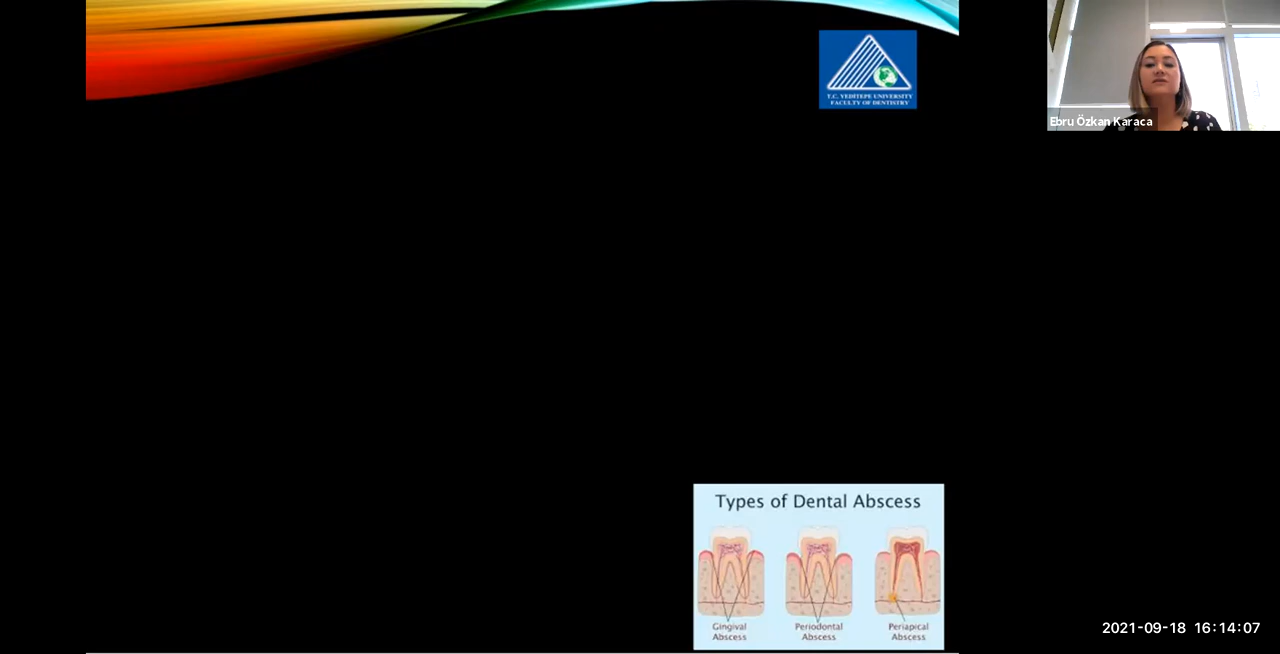 T.C. YEDITEPE UNIVERSITY
FACULTY OF DENTISTRY
Ebru Özkan Karaca
Types of Dental Abscess
Gingival
Abscess
Periodontal
Abscess
Periapical
Abscess
2021-09-18 16:14:07